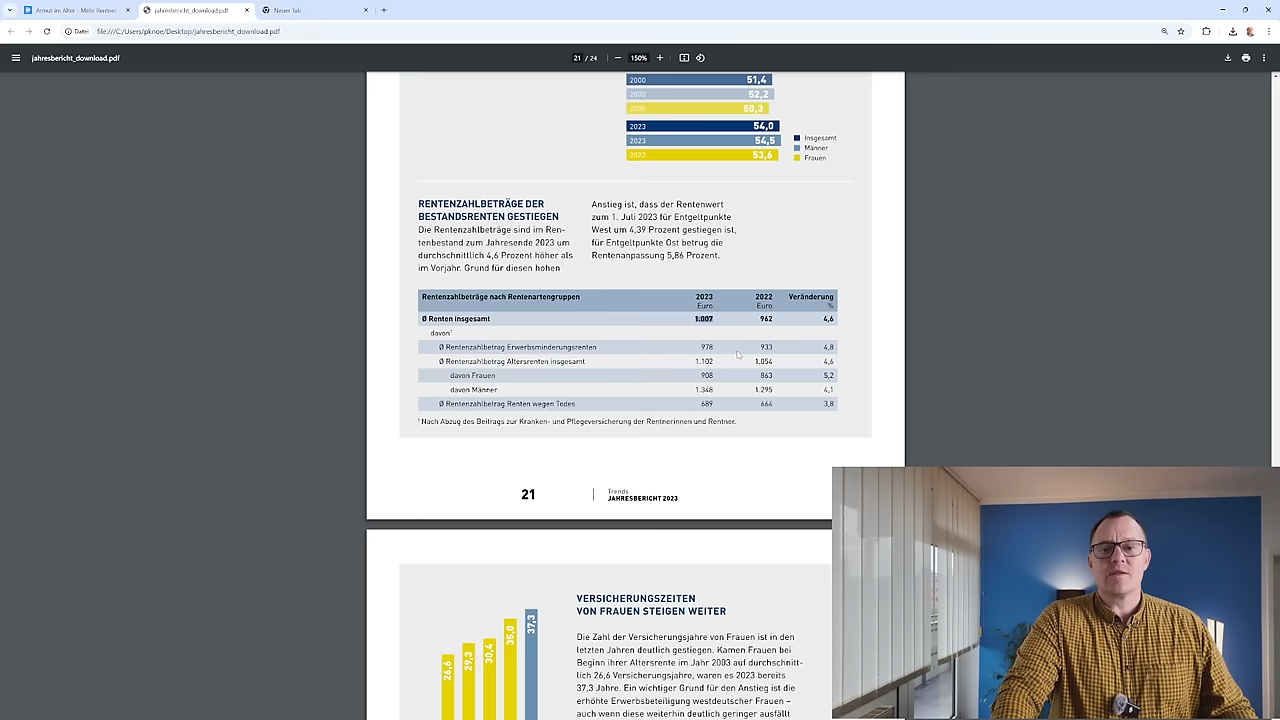 Armut im Alter – Mehr Rentne
jahresbericht_download.pdf
Neuer Tab
Datei
file:///C:/Users/pknoe/Desktop/jahresbericht_download.pdf
jahresbericht_download.pdf
21 / 24
150%
2000 51,4
2000 52,2
2000 50,3
2023 54,0
2023 54,5
2023 53,6
Insgesamt
Männer
Frauen
RENTENZAHLBETRÄGE DER
BESTANDSRENTEN GESTIEGEN
Die Rentenzahlbeträge sind im Ren-
tenbestand zum Jahresende 2023 um
durchschnittlich 4,6 Prozent höher als
im Vorjahr. Grund für diesen hohen
Anstieg ist, dass der Rentenwert
zum 1. Juli 2023 für Entgeltpunkte
West um 4,39 Prozent gestiegen ist,
für Entgeltpunkte Ost betrug die
Rentenanpassung 5,86 Prozent.
Rentenzahlbeträge nach Rentenartengruppen 2023 2022 Veränderung
Euro Euro %
Ø Renten insgesamt 1.007 962 4,6
davon¹
Ø Rentenzahlbetrag Erwerbsminderungsrenten 978 933 4,8
Ø Rentenzahlbetrag Altersrenten insgesamt 1.102 1.054 4,6
davon Frauen 908 863 5,2
davon Männer 1.348 1.295 4,1
Ø Rentenzahlbetrag Renten wegen Todes 689 664 3,8
¹ Nach Abzug des Beitrags zur Kranken- und Pflegeversicherung der Rentnerinnen und Rentner.
21
Trends
JAHRESBERICHT 2023
26,6
29,3
30,4
35,0
37,3
VERSICHERUNGSZEITEN
VON FRAUEN STEIGEN WEITER
Die Zahl der Versicherungsjahre von Frauen ist in den
letzten Jahren deutlich gestiegen. Kamen Frauen bei
Beginn ihrer Altersrente im Jahr 2003 auf durchschnitt-
lich 26,6 Versicherungsjahre, waren es 2023 bereits
37,3 Jahre. Ein wichtiger Grund für den Anstieg ist die
erhöhte Erwerbsbeteiligung westdeutscher Frauen –
auch wenn diese weiterhin deutlich geringer ausfällt